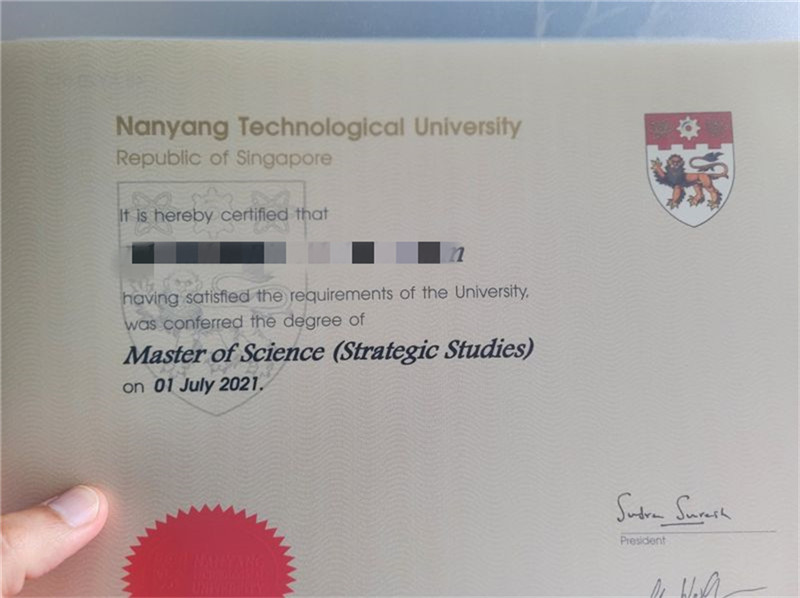 Nanyang Technological University
Republic of Singapore
It is hereby certified that
n
having satisfied the requirements of the University,
was conferred the degree of
Master of Science (Strategic Studies)
on 01 July 2021.
NANYANG
Subra Suresh
President